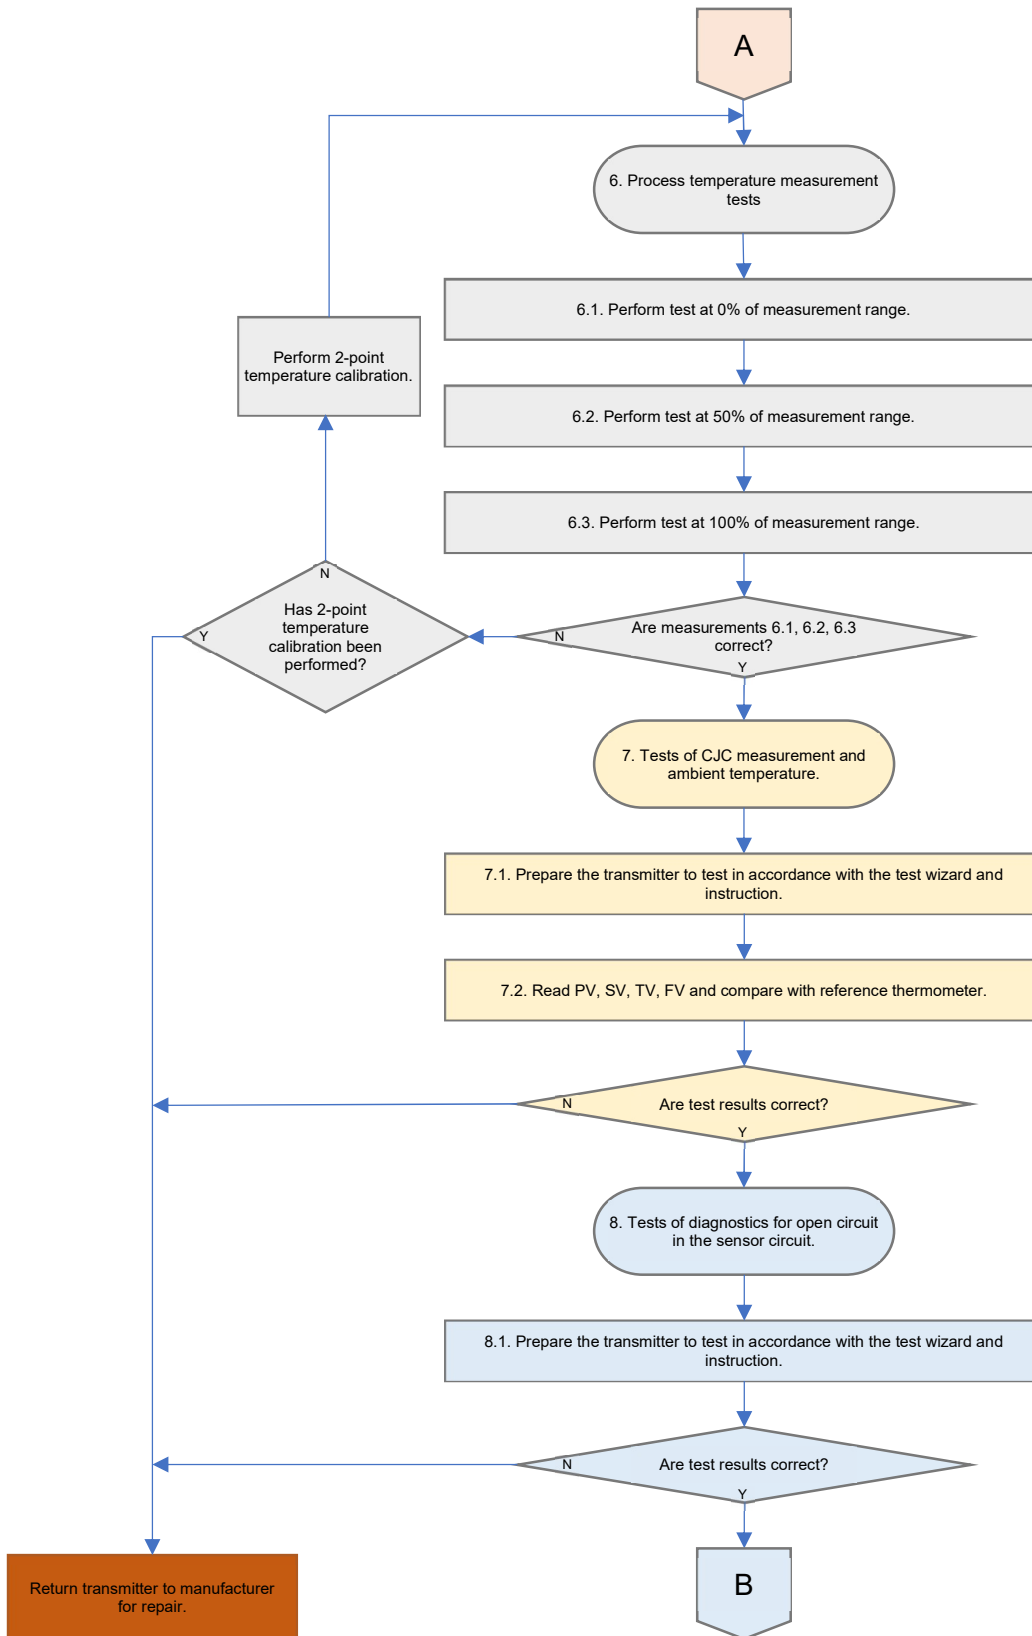 A
6. Process temperature measurement
tests
6.1. Perform test at 0% of measurement range.
Perform 2-point
temperature calibration.
6.2. Perform test at 50% of measurement range.
6.3. Perform test at 100% of measurement range.
N
Has 2-point
temperature
calibration been
performed?
Y
Are measurements 6.1, 6.2, 6.3
correct?
N
Y
7. Tests of CJC measurement and
ambient temperature.
7.1. Prepare the transmitter to test in accordance with the test wizard and
instruction.
7.2. Read PV, SV, TV, FV and compare with reference thermometer.
N
Are test results correct?
Y
8. Tests of diagnostics for open circuit
in the sensor circuit.
8.1. Prepare the transmitter to test in accordance with the test wizard and
instruction.
N
Are test results correct?
Y
Return transmitter to manufacturer
for repair.
B